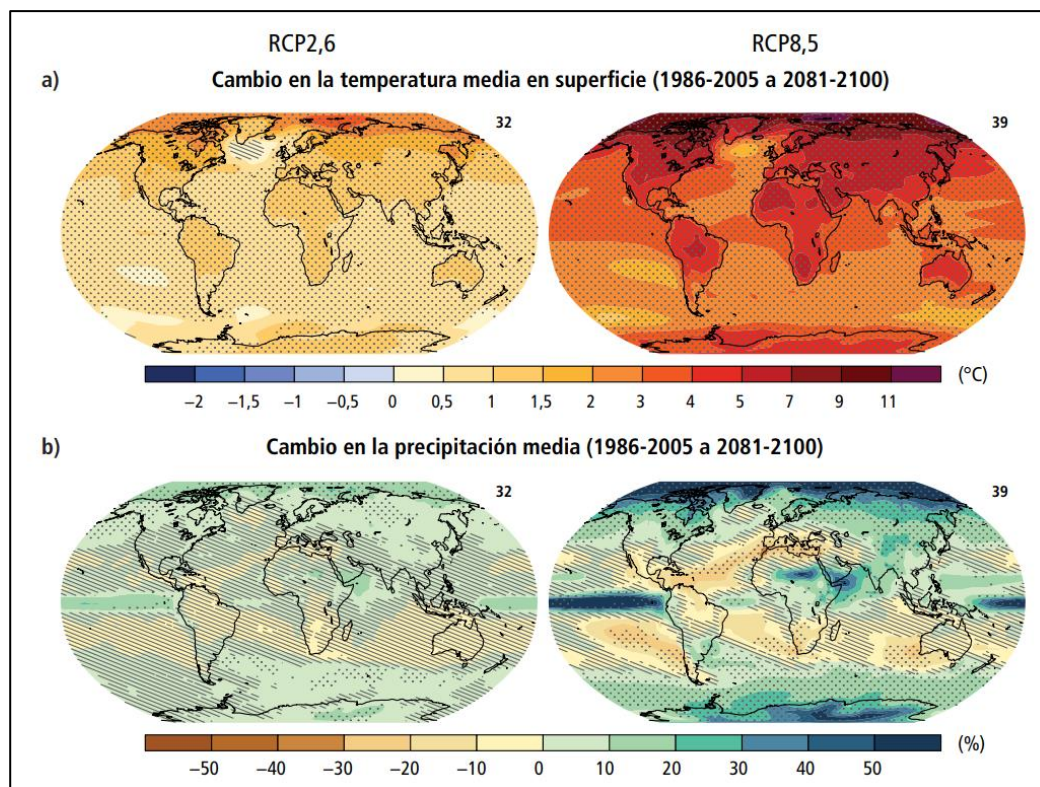 RCP2,6 RCP8,5
a) Cambio en la temperatura media en superficie (1986-2005 a 2081-2100)
32 39
−2 −1,5 −1 −0,5 0 0,5 1 1,5 2 3 4 5 7 9 11 (°C)
b) Cambio en la precipitación media (1986-2005 a 2081-2100)
32 39
−50 −40 −30 −20 −10 0 10 20 30 40 50 (%)